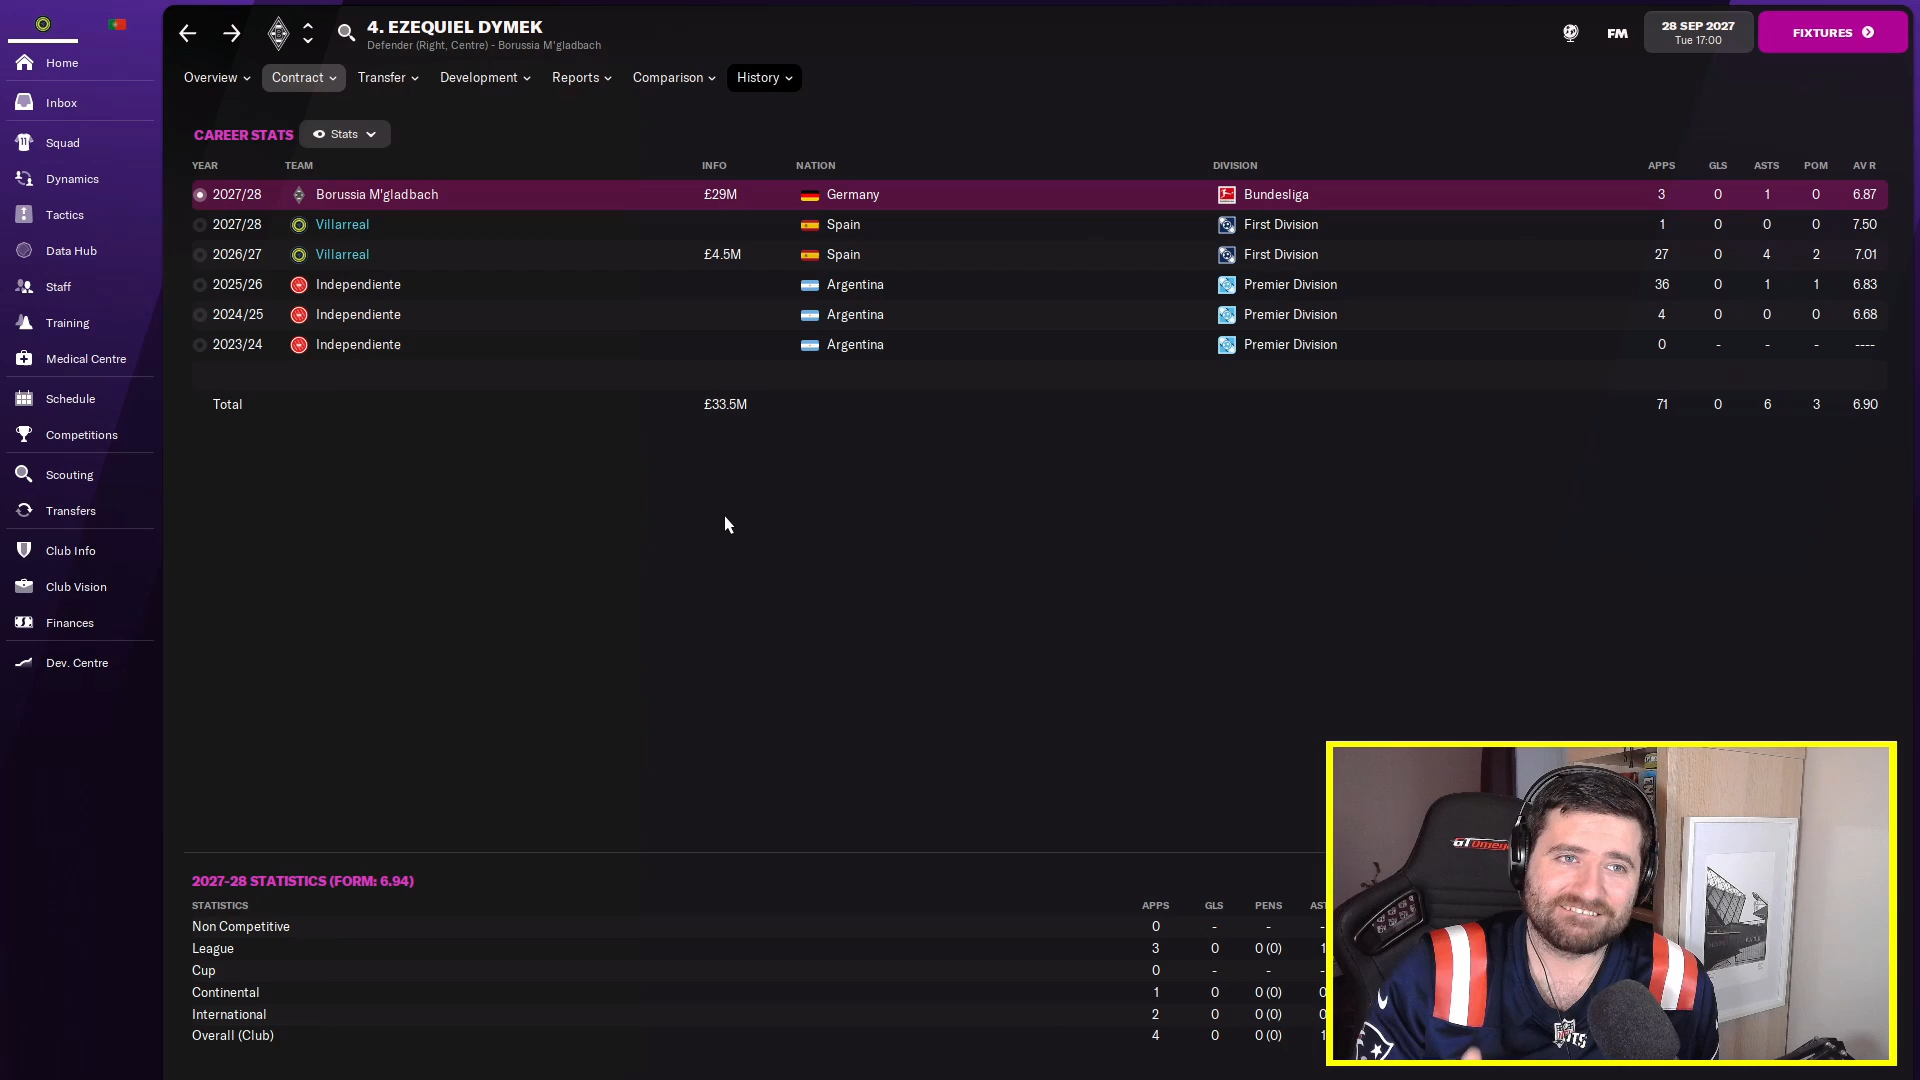 4. EZEQUIEL DYMEK
Defender (Right, Centre) - Borussia M'gladbach
FM
28 SEP 2027
Tue 17:00
FIXTURES
Home
Inbox
Squad
Dynamics
Tactics
Data Hub
Staff
Training
Medical Centre
Schedule
Competitions
Scouting
Transfers
Club Info
Club Vision
Finances
Dev. Centre
Overview Contract Transfer Development Reports Comparison History
CAREER STATS Stats
YEAR TEAM INFO NATION DIVISION APPS GLS ASTS POM AV R
2027/28 Borussia M'gladbach £29M Germany Bundesliga 3 0 1 0 6.87
2027/28 Villarreal Spain First Division 1 0 0 0 7.50
2026/27 Villarreal £4.5M Spain First Division 27 0 4 2 7.01
2025/26 Independiente Argentina Premier Division 36 0 1 1 6.83
2024/25 Independiente Argentina Premier Division 4 0 0 0 6.68
2023/24 Independiente Argentina Premier Division 0 - - - ----
Total £33.5M 71 0 6 3 6.90
2027-28 STATISTICS (FORM: 6.94)
STATISTICS APPS GLS PENS AST
Non Competitive 0 - - -
League 3 0 0 (0) 1
Cup 0 - - -
Continental 1 0 0 (0) 0
International 2 0 0 (0) 0
Overall (Club) 4 0 0 (0) 1
GTOmega
NFL